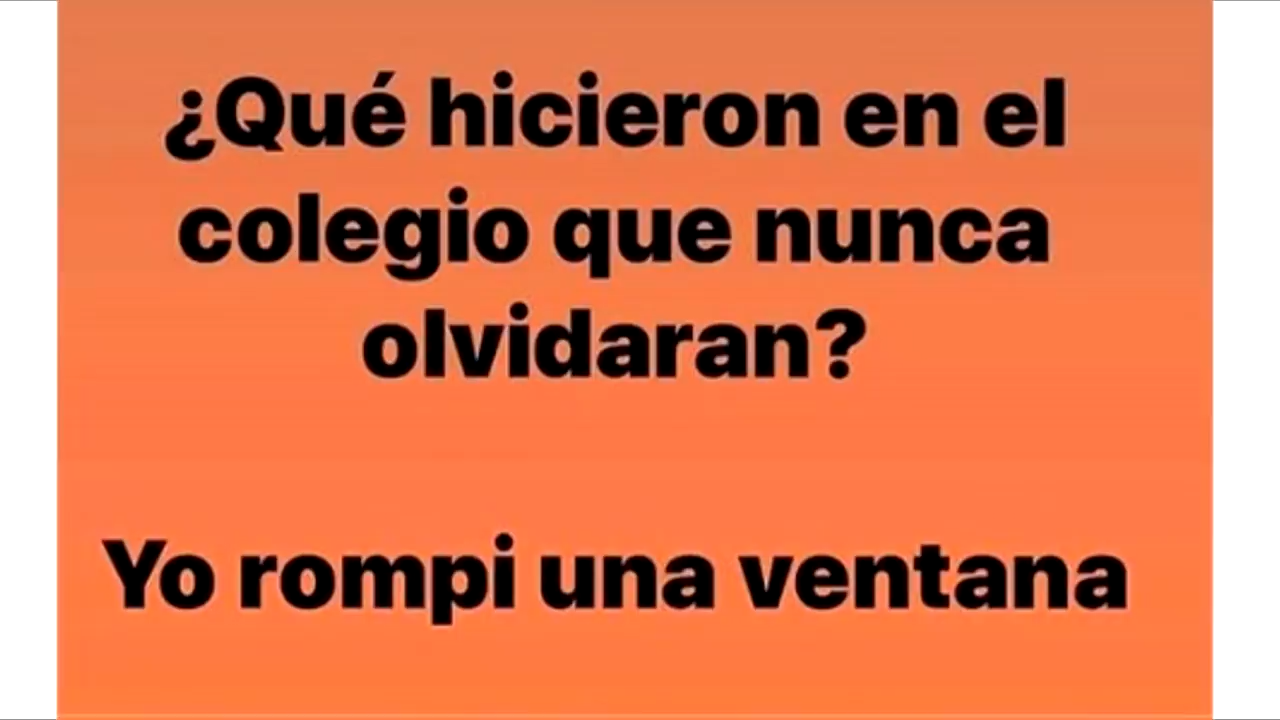 ¿Qué hicieron en el
colegio que nunca
olvidaran?
Yo rompi una ventana